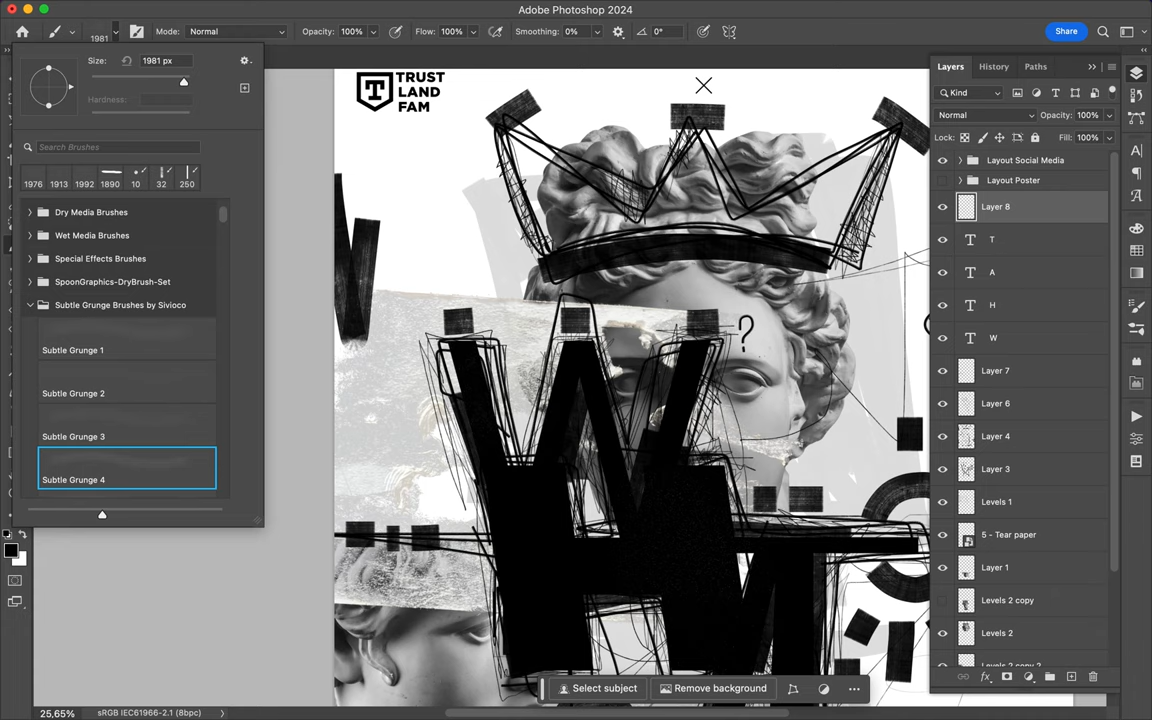 Adobe Photoshop 2024
1981
Mode: Normal
Opacity: 100%
Flow: 100%
Smoothing: 0%
0°
Share
Size: 1981 px
Hardness:
Search Brushes
1976 1913 1992 1890 10 32 250
Dry Media Brushes
Wet Media Brushes
Special Effects Brushes
SpoonGraphics-DryBrush-Set
Subtle Grunge Brushes by Sivioco
Subtle Grunge 1
Subtle Grunge 2
Subtle Grunge 3
Subtle Grunge 4
TRUST
LAND
FAM
?
W
H
Select subject
Remove background
Layers History Paths
Kind
Normal
Opacity: 100%
Lock:
Fill: 100%
Layout Social Media
Layout Poster
Layer 8
T T
T A
T H
T W
Layer 7
Layer 6
Layer 4
Layer 3
Levels 1
5 - Tear paper
Layer 1
Levels 2 copy
Levels 2
Levels 2 copy 2
fx
25,65%
sRGB IEC61966-2.1 (8bpc)